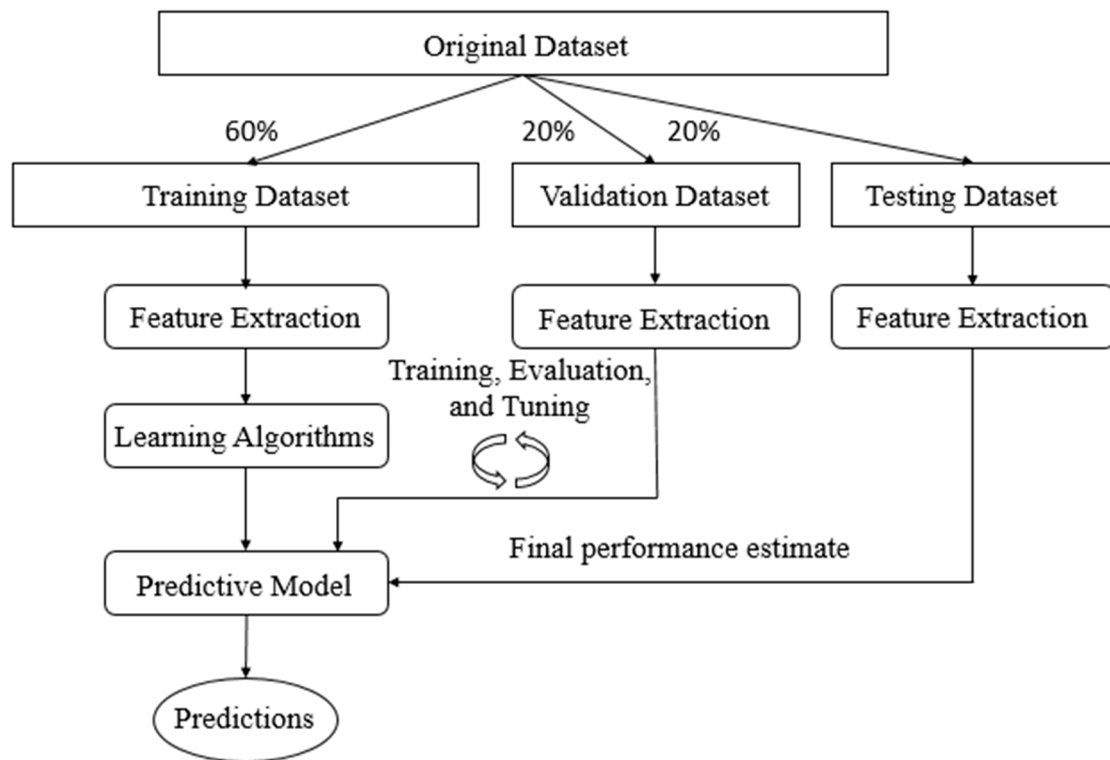 Original Dataset
60%
20%
20%
Training Dataset
Validation Dataset
Testing Dataset
Feature Extraction
Feature Extraction
Feature Extraction
Training, Evaluation,
and Tuning
Learning Algorithms
Final performance estimate
Predictive Model
Predictions